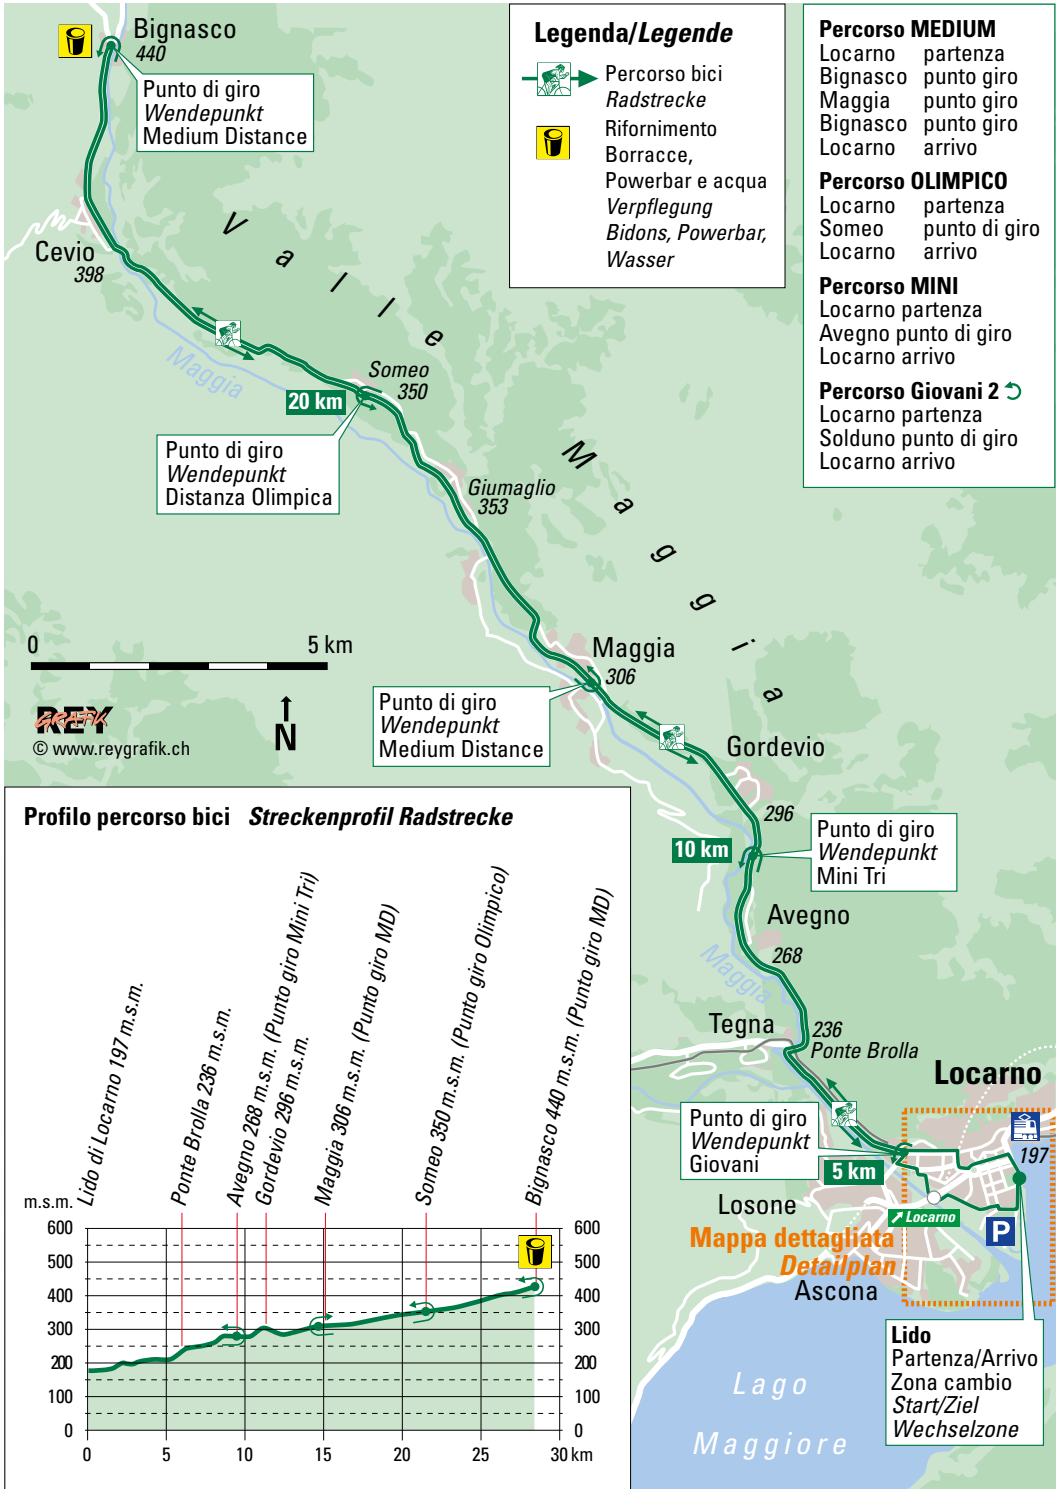 Bignasco
440
Punto di giro
Wendepunkt
Medium Distance
Legenda/Legende
Percorso bici
Radstrecke
Rifornimento
Borracce,
Powerbar e acqua
Verpflegung
Bidons, Powerbar,
Wasser
Percorso MEDIUM
Locarno partenza
Bignasco punto giro
Maggia punto giro
Bignasco punto giro
Locarno arrivo
Percorso OLIMPICO
Locarno partenza
Someo punto di giro
Locarno arrivo
Percorso MINI
Locarno partenza
Avegno punto di giro
Locarno arrivo
Percorso Giovani 2
Locarno partenza
Solduno punto di giro
Locarno arrivo
Valle
Maggia
Cevio
398
Maggia
Someo
350
20 km
Punto di giro
Wendepunkt
Distanza Olimpica
Giumaglio
353
0 5 km
REY
GRAFIK
© www.reygrafik.ch
N
Maggia
306
Punto di giro
Wendepunkt
Medium Distance
Gordevio
296
10 km
Punto di giro
Wendepunkt
Mini Tri
Avegno
268
Maggia
Tegna
236
Ponte Brolla
Locarno
Punto di giro
Wendepunkt
Giovani
5 km
197
Losone
Locarno
P
Mappa dettagliata
Detailplan
Ascona
Lido
Partenza/Arrivo
Zona cambio
Start/Ziel
Wechselzone
Lago
Maggiore
Profilo percorso bici Streckenprofil Radstrecke
Lido di Locarno 197 m.s.m.
Ponte Brolla 236 m.s.m.
Avegno 268 m.s.m. (Punto giro Mini Tri)
Gordevio 296 m.s.m.
Maggia 306 m.s.m. (Punto giro MD)
Someo 350 m.s.m. (Punto giro Olimpico)
Bignasco 440 m.s.m. (Punto giro MD)
m.s.m.
600 600
500 500
400 400
300 300
200 200
100 100
0 0
0 5 10 15 20 25 30 km